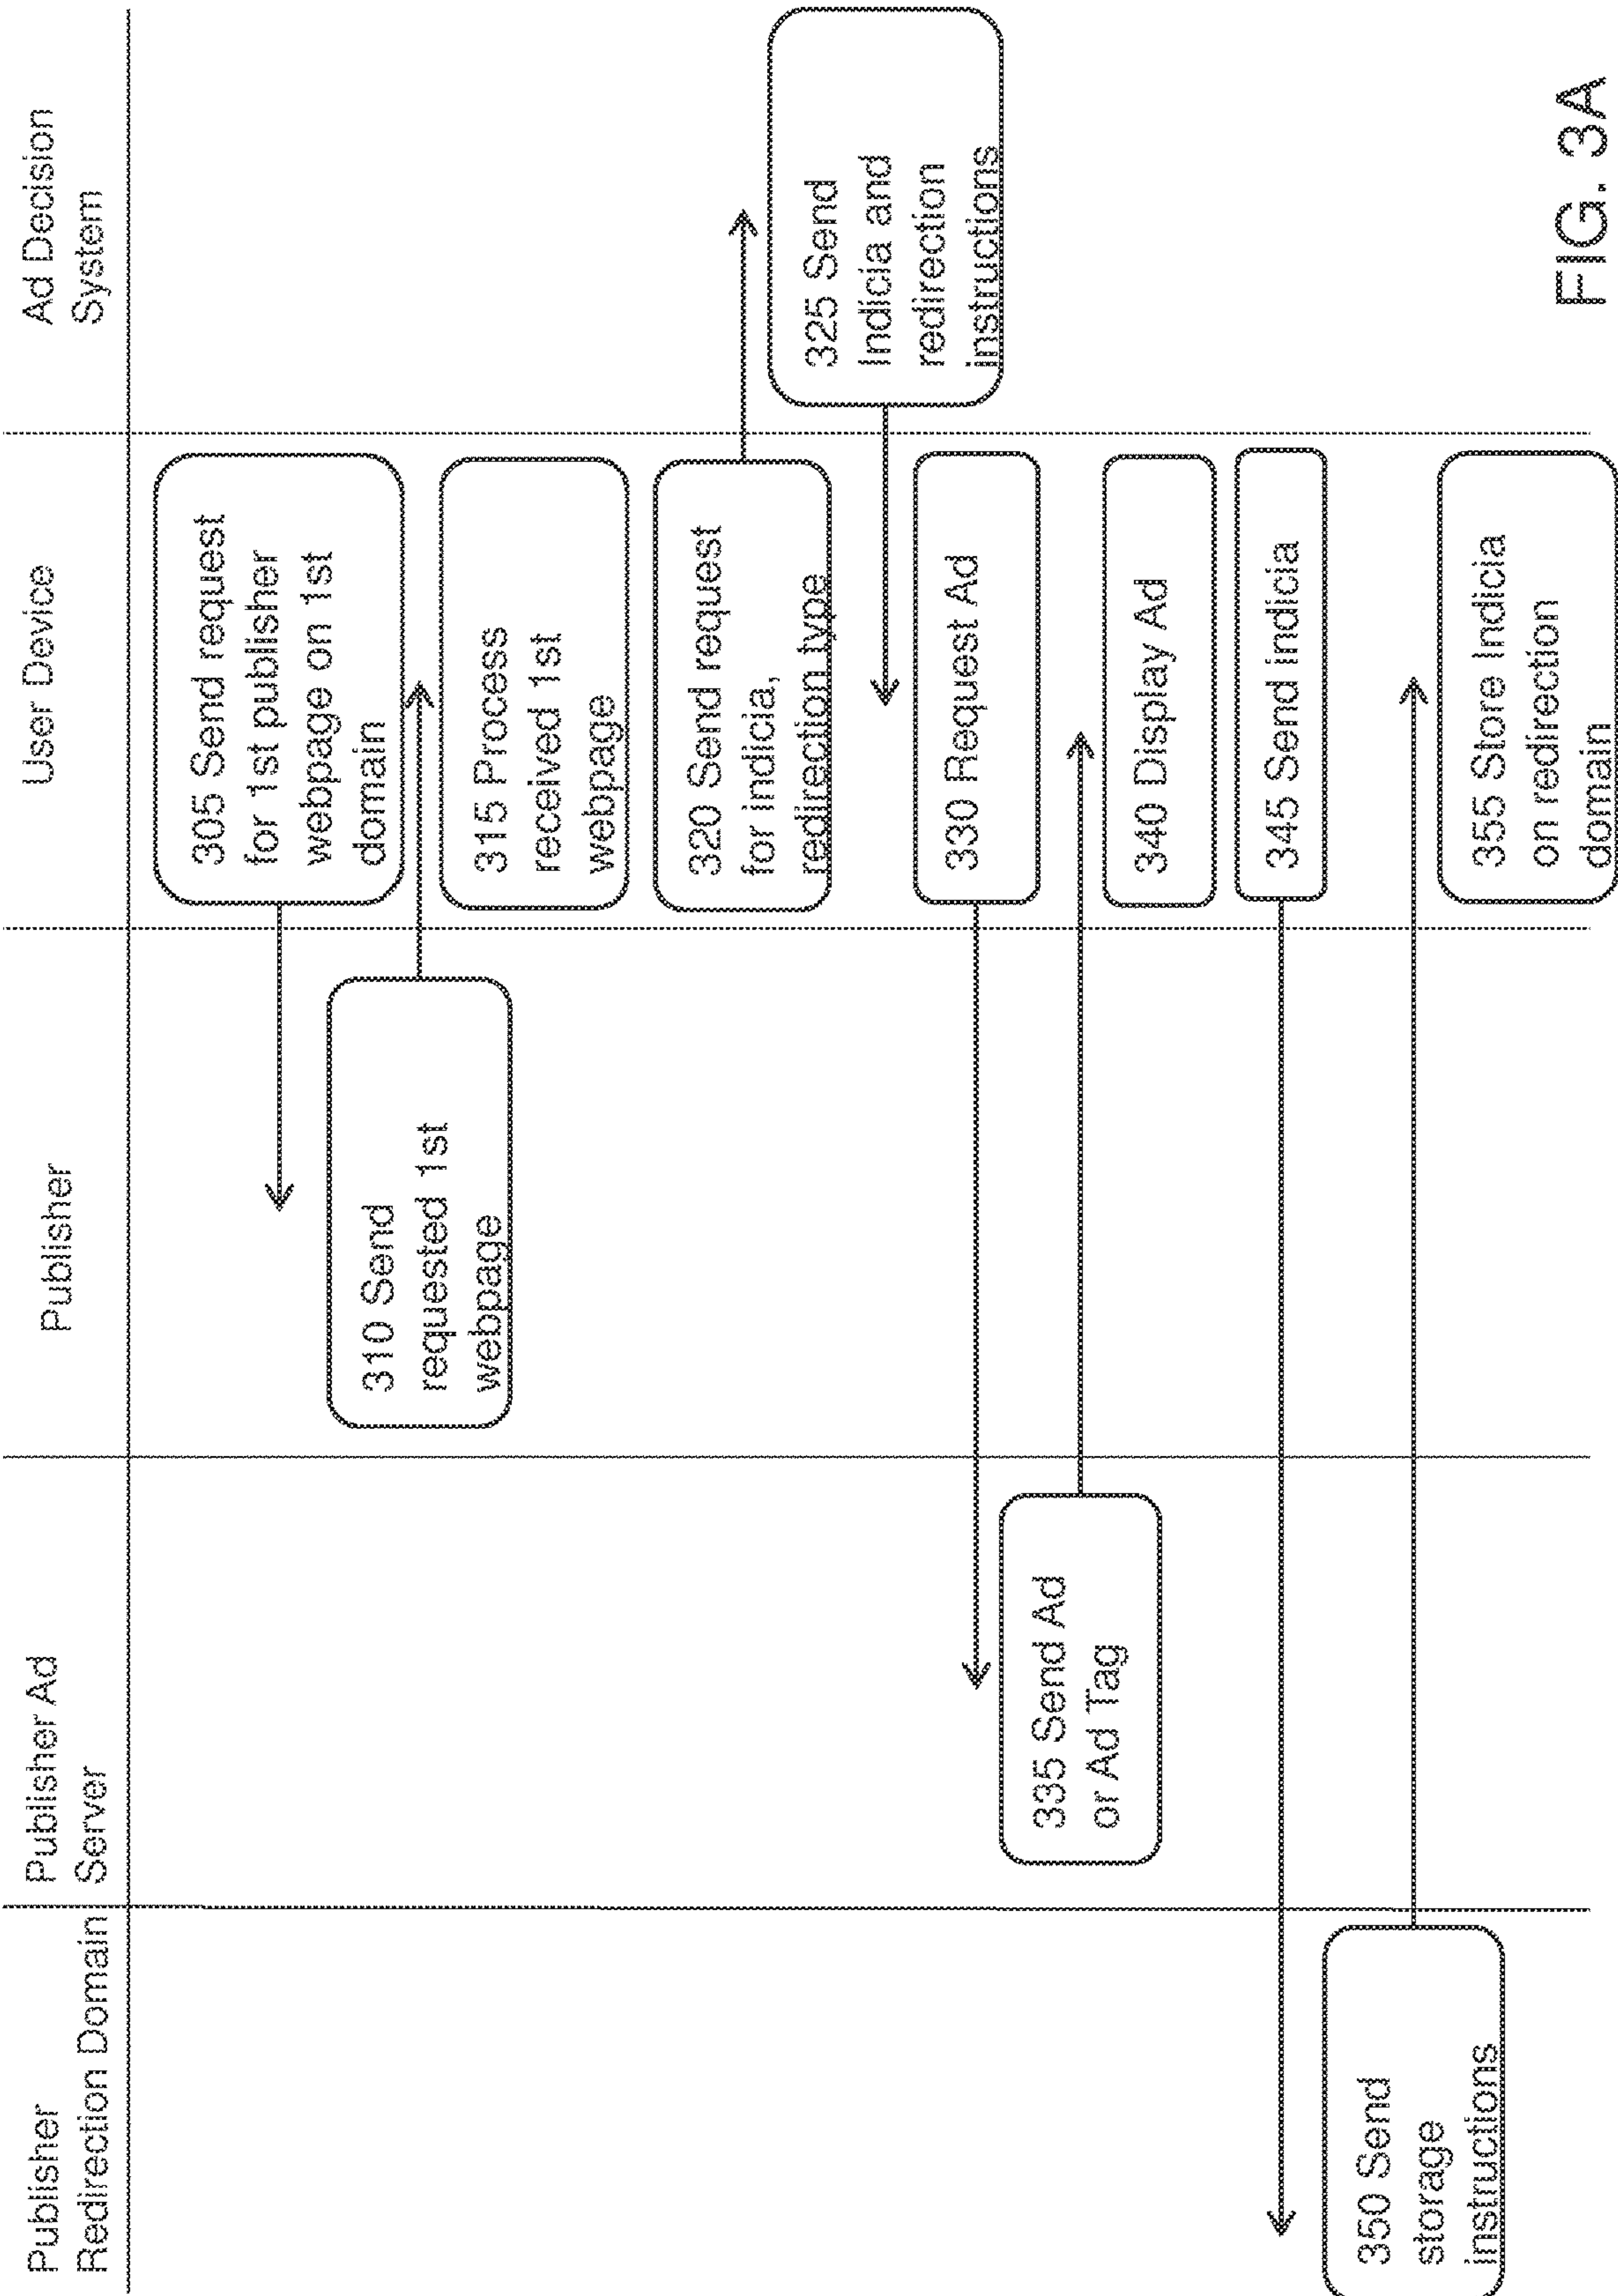 Publisher
Redirection Domain
Publisher Ad
Server
Publisher
User Device
Ad Decision
System
305 Send request
for 1st publisher
webpage on 1st
domain
310 Send
requested 1st
webpage
315 Process
received 1st
webpage
320 Send request
for indicia,
redirection type
325 Send
Indicia and
redirection
instructions
330 Request Ad
335 Send Ad
or Ad Tag
340 Display Ad
345 Send indicia
350 Send
storage
instructions
355 Store Indicia
on redirection
domain
FIG. 3A